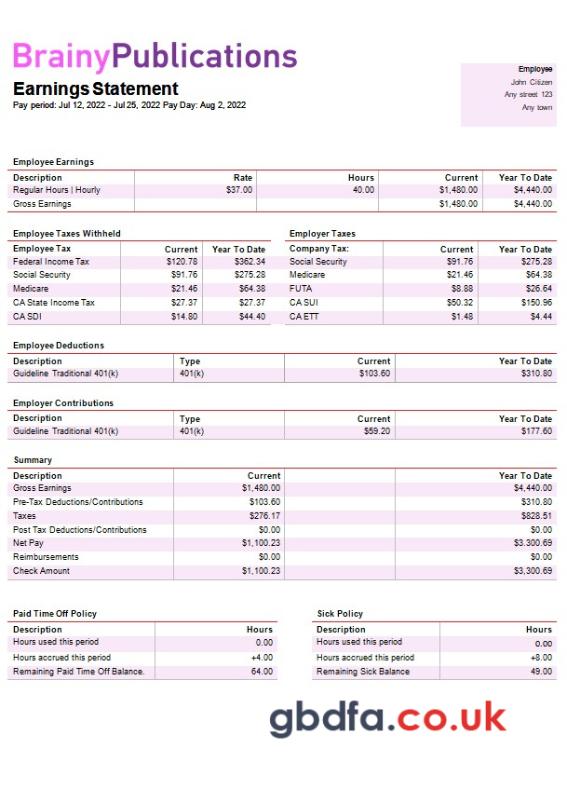 BrainyPublications
Earnings Statement
Pay period: Jul 12, 2022 - Jul 25, 2022 Pay Day: Aug 2, 2022
Employee
John Citizen
Any street 123
Any town
Employee Earnings
Description Rate Hours Current Year To Date
Regular Hours | Hourly $37.00 40.00 $1,480.00 $4,440.00
Gross Earnings $1,480.00 $4,440.00
Employee Taxes Withheld
Employee Tax Current Year To Date
Federal Income Tax $120.78 $362.34
Social Security $91.76 $275.28
Medicare $21.46 $64.38
CA State Income Tax $27.37 $27.37
CA SDI $14.80 $44.40
Employer Taxes
Company Tax: Current Year To Date
Social Security $91.76 $275.28
Medicare $21.46 $64.38
FUTA $8.88 $26.64
CA SUI $50.32 $150.96
CA ETT $1.48 $4.44
Employee Deductions
Description Type Current Year To Date
Guideline Traditional 401(k) 401(k) $103.60 $310.80
Employer Contributions
Description Type Current Year To Date
Guideline Traditional 401(k) 401(k) $59.20 $177.60
Summary
Description Current Year To Date
Gross Earnings $1,480.00 $4,440.00
Pre-Tax Deductions/Contributions $103.60 $310.80
Taxes $276.17 $828.51
Post Tax Deductions/Contributions $0.00 $0.00
Net Pay $1,100.23 $3.300.69
Reimbursements $0.00 $0.00
Check Amount $1,100.23 $3,300.69
Paid Time Off Policy
Description Hours
Hours used this period 0.00
Hours accrued this period +4.00
Remaining Paid Time Off Balance. 64.00
Sick Policy
Description Hours
Hours used this period 0.00
Hours accrued this period +8.00
Remaining Sick Balance 49.00
gbdfa.co.uk